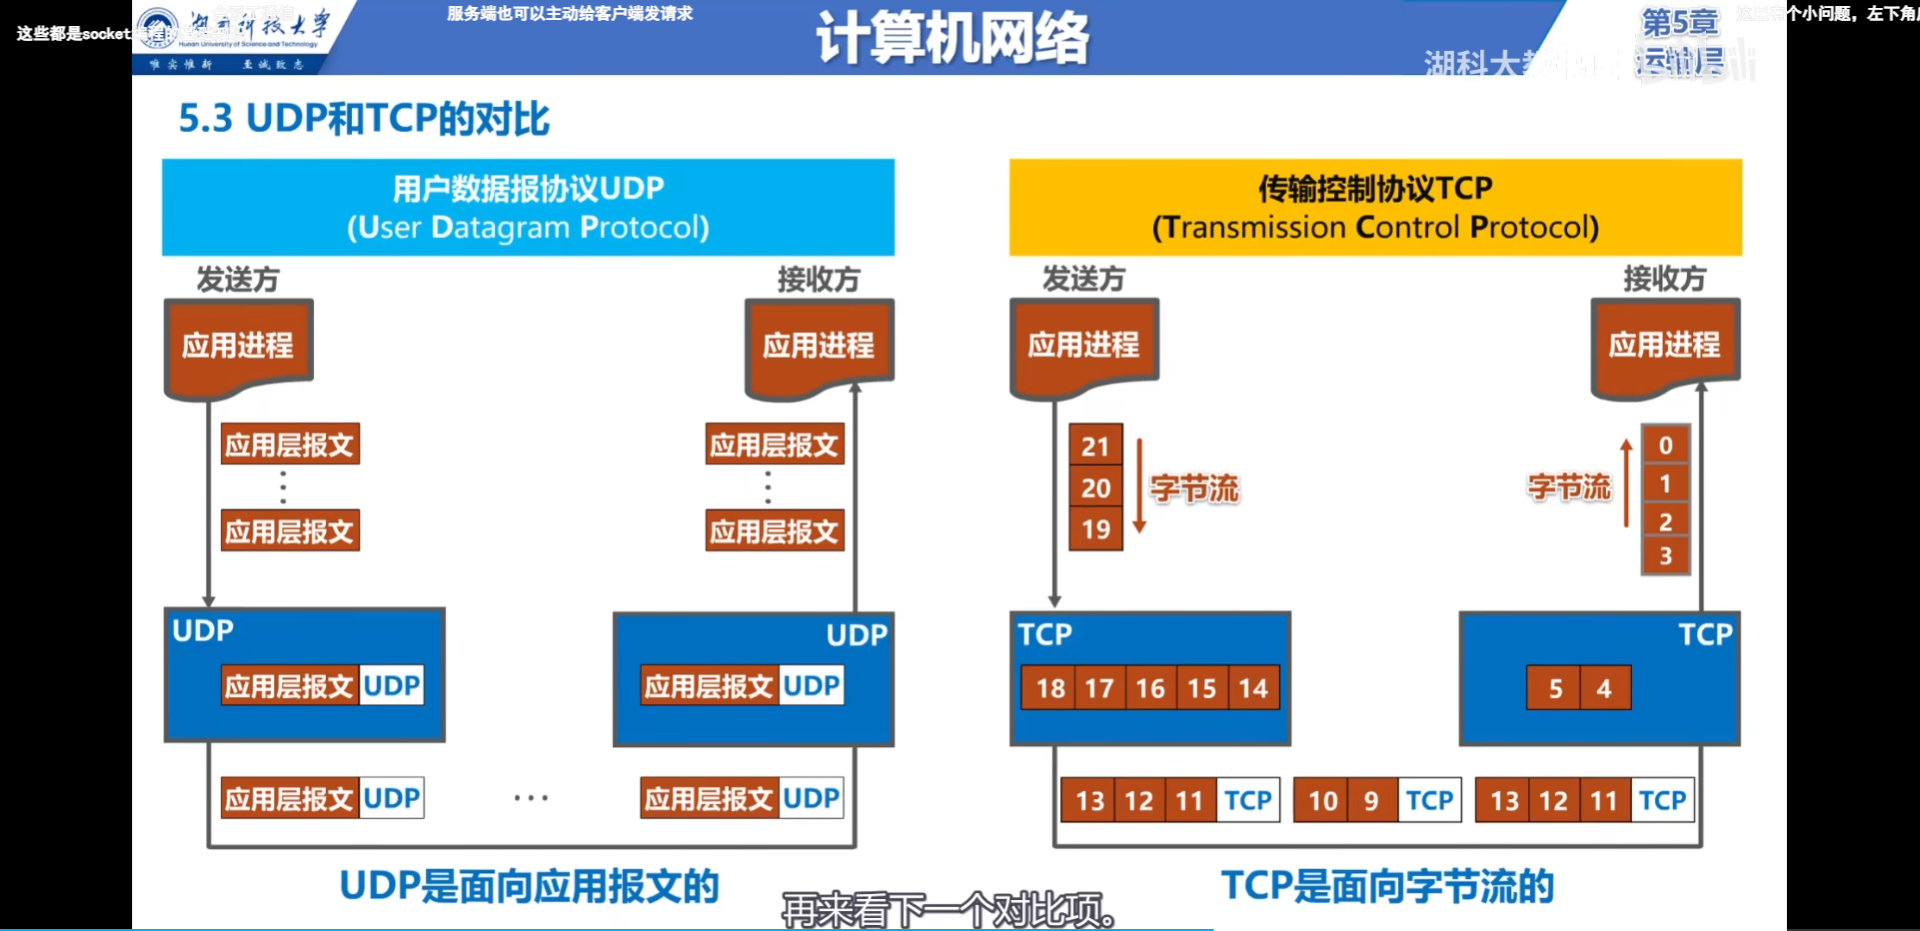 服务端也可以主动给客户端发请求
这些都是socket
个小问题，左下角
湖南科技大学
Hunan University of Science and Technology
唯实惟新 至诚致志
计算机网络
第5章
运输层
湖科大教
5.3 UDP和TCP的对比
用户数据报协议UDP
(User Datagram Protocol)
发送方
接收方
应用进程
应用进程
应用层报文
应用层报文
⋮
⋮
应用层报文
应用层报文
UDP
UDP
应用层报文 UDP
应用层报文 UDP
应用层报文 UDP
…
应用层报文 UDP
UDP是面向应用报文的
传输控制协议TCP
(Transmission Control Protocol)
发送方
接收方
应用进程
应用进程
21
20
19
字节流
字节流
0
1
2
3
TCP
TCP
18 17 16 15 14
5 4
13 12 11 TCP
10 9 TCP
13 12 11 TCP
TCP是面向字节流的
再来看下一个对比项。